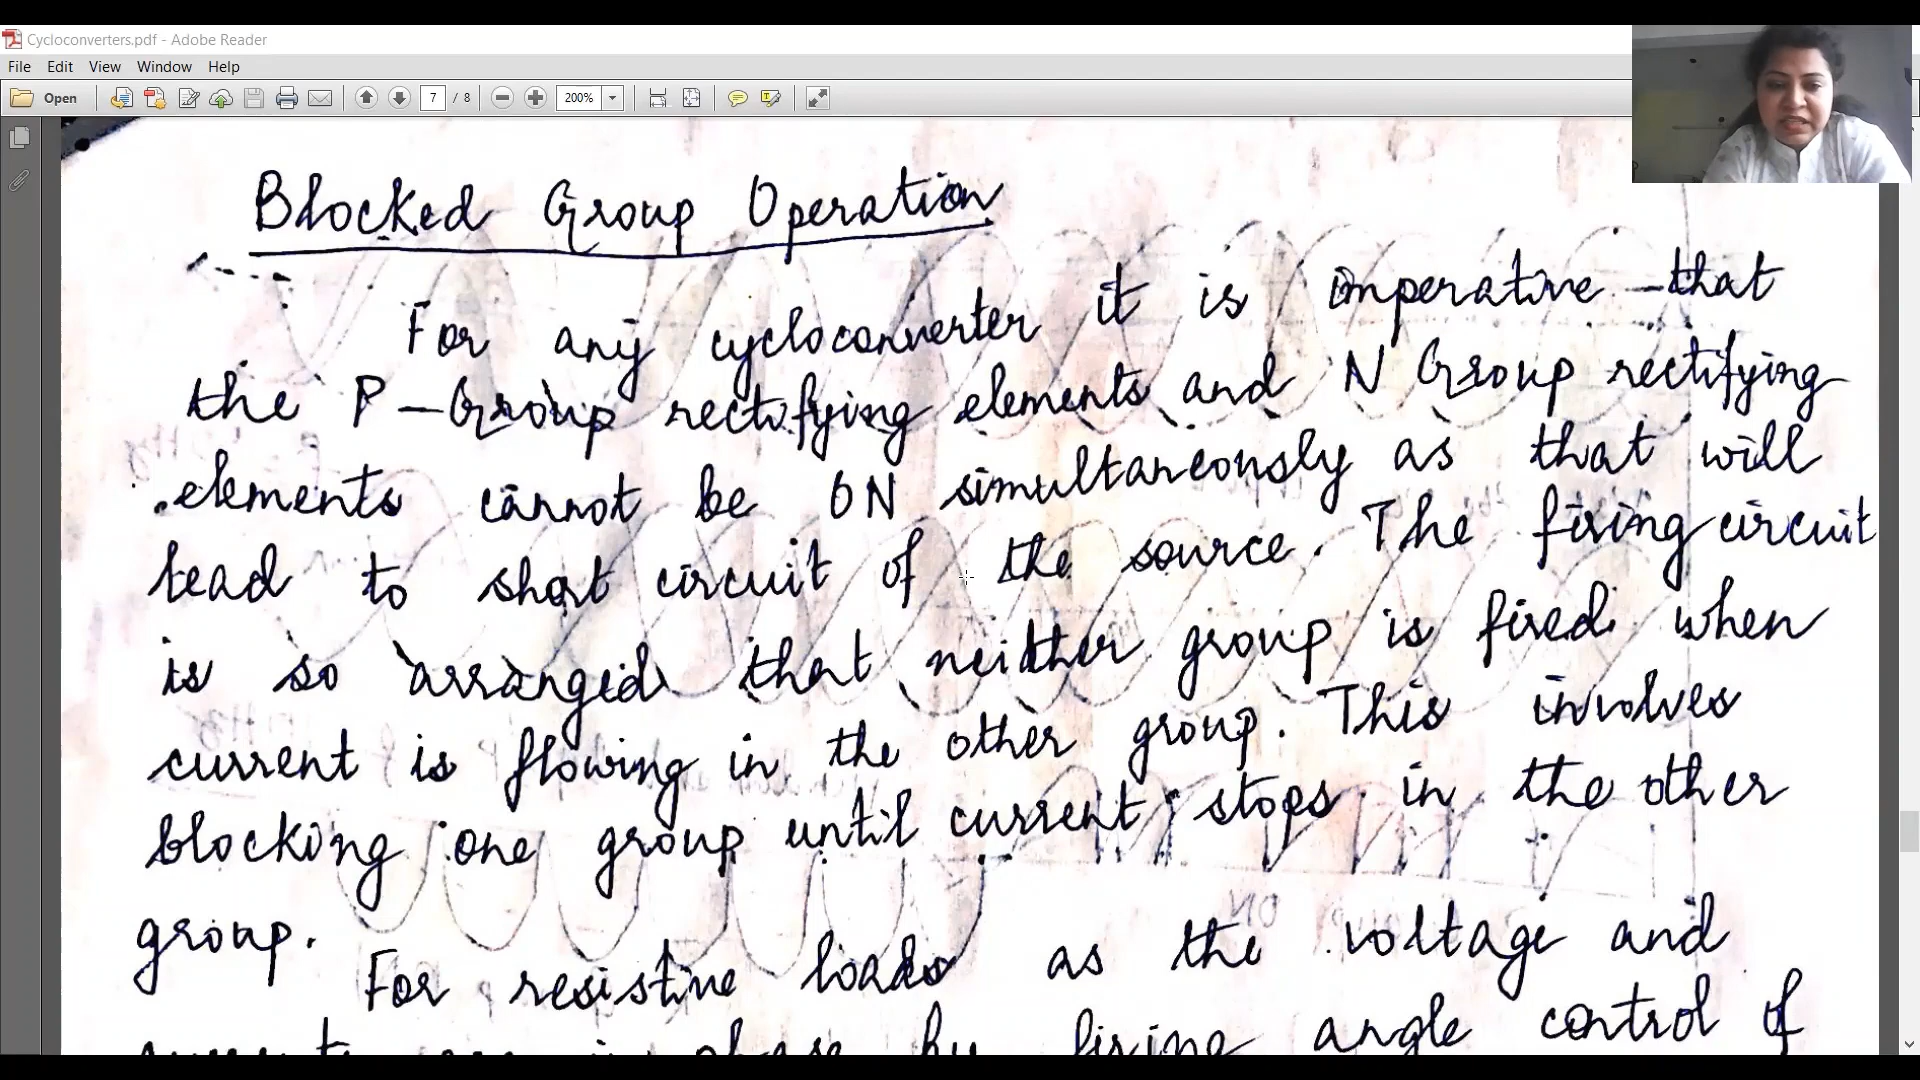 Cycloconverters.pdf - Adobe Reader
File Edit View Window Help
Open 7 / 8 200%
Blocked Group Operation
For any cycloconverter it is imperative that
the P-Group rectifying elements and N Group rectifying
elements cannot be ON simultaneously as that will
lead to short circuit of the source. The firing circuit
is so arranged that neither group is fired when
current is flowing in the other group. This involves
blocking one group until current stops in the other
group.
For resistive loads as the voltage and
firing angle control of